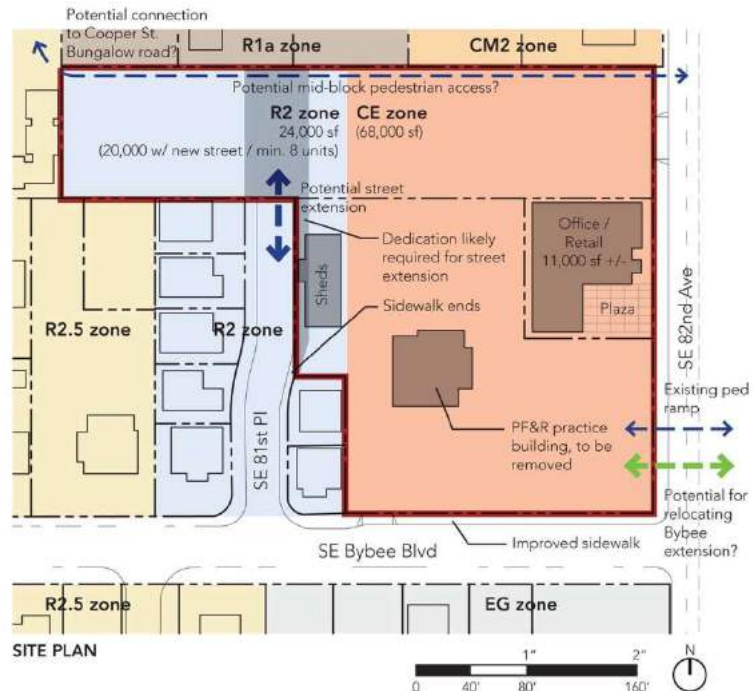 Potential connection
to Cooper St.
Bungalow road?
R1a zone
CM2 zone
Potential mid-block pedestrian access?
R2 zone
24,000 sf
(20,000 w/ new street / min. 8 units)
CE zone
(68,000 sf)
Potential street
extension
Dedication likely
required for street
extension
Sidewalk ends
Sheds
Office /
Retail
11,000 sf +/-
Plaza
SE 82nd Ave
R2.5 zone
R2 zone
SE 81st Pl
PF&R practice
building, to be
removed
Existing ped
ramp
Potential for
relocating
Bybee
extension?
SE Bybee Blvd
Improved sidewalk
R2.5 zone
EG zone
SITE PLAN
1"
2"
0
40'
80'
160'
N